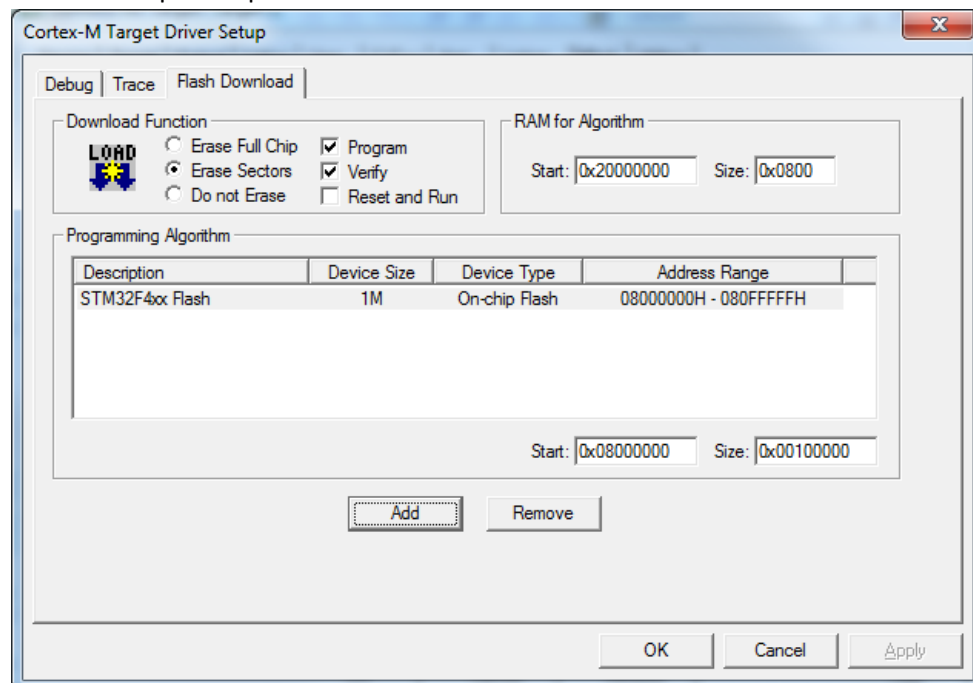 Cortex-M Target Driver Setup
Debug Trace Flash Download
Download Function
LOAD
Erase Full Chip
Erase Sectors
Do not Erase
Program
Verify
Reset and Run
RAM for Algorithm
Start: 0x20000000 Size: 0x0800
Programming Algorithm
Description Device Size Device Type Address Range
STM32F4xx Flash 1M On-chip Flash 08000000H - 080FFFFFH
Start: 0x08000000 Size: 0x00100000
Add Remove
OK Cancel Apply